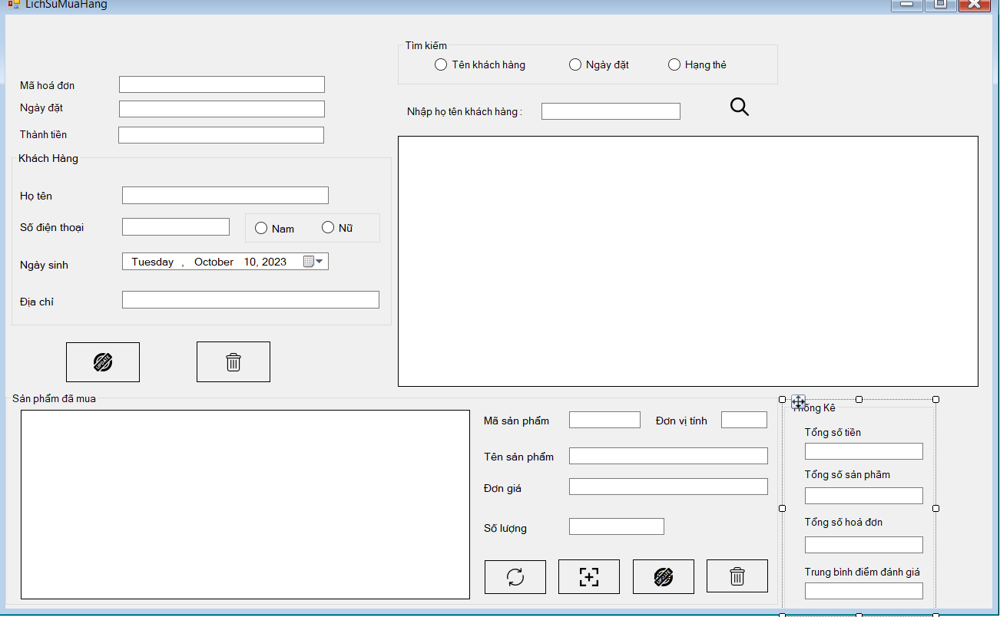 LichSuMuaHang
Tìm kiếm
Tên khách hàng
Ngày đặt
Hạng thẻ
Mã hoá đơn
Ngày đặt
Thành tiền
Nhập họ tên khách hàng :
Khách Hàng
Họ tên
Số điện thoại
Nam
Nữ
Ngày sinh
Tuesday , October 10, 2023
Địa chỉ
UPDATE
Sản phẩm đã mua
Mã sản phẩm
Đơn vị tính
Tên sản phẩm
Đơn giá
Số lượng
UPDATE
Thống Kê
Tổng số tiền
Tổng số sản phầm
Tổng số hoá đơn
Trung bình điểm đánh giá